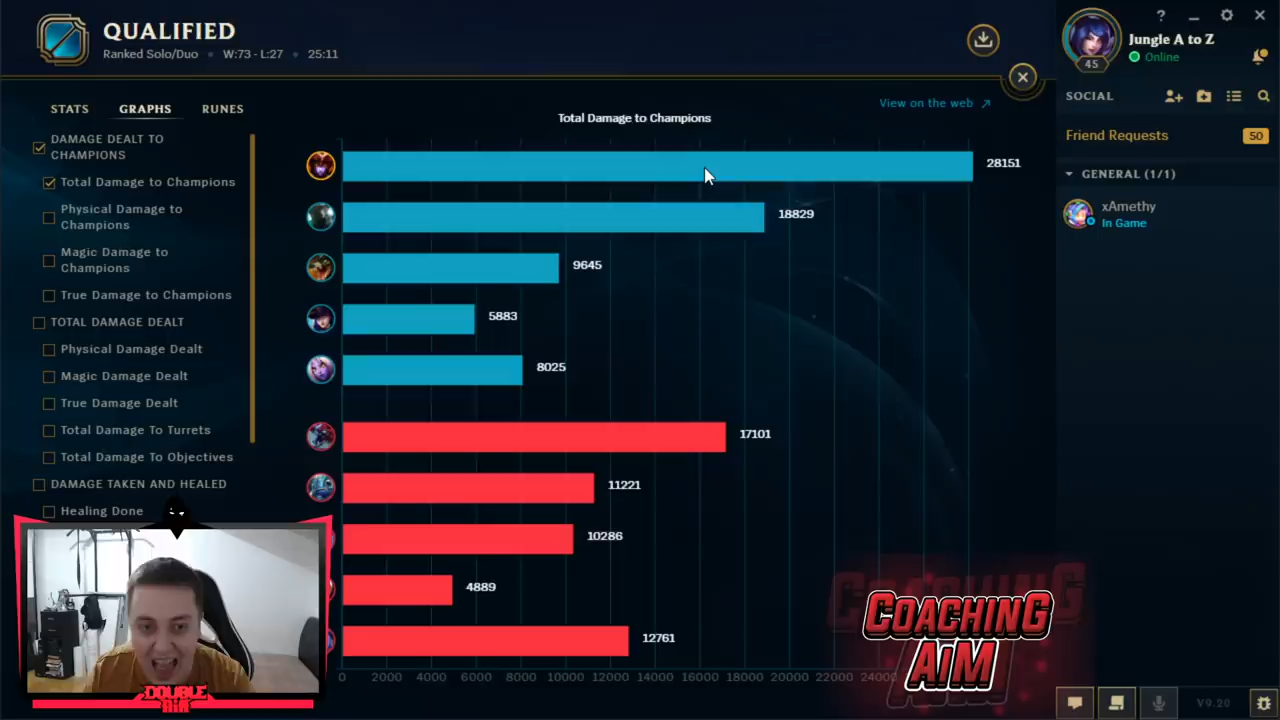 QUALIFIED
Ranked Solo/Duo • W:73 - L:27 • 25:11
?
Jungle A to Z
45
Online
STATS GRAPHS RUNES
View on the web
SOCIAL
Friend Requests 50
GENERAL (1/1)
xAmethy
In Game
DAMAGE DEALT TO
CHAMPIONS
Total Damage to Champions
Physical Damage to
Champions
Magic Damage to
Champions
True Damage to Champions
TOTAL DAMAGE DEALT
Physical Damage Dealt
Magic Damage Dealt
True Damage Dealt
Total Damage To Turrets
Total Damage To Objectives
DAMAGE TAKEN AND HEALED
Healing Done
Total Damage to Champions
28151
18829
9645
5883
8025
17101
11221
10286
4889
12761
0 2000 4000 6000 8000 10000 12000 14000 16000 18000 20000 22000 24000
COACHING
AIM
DOUBLE
AIM
V9.20